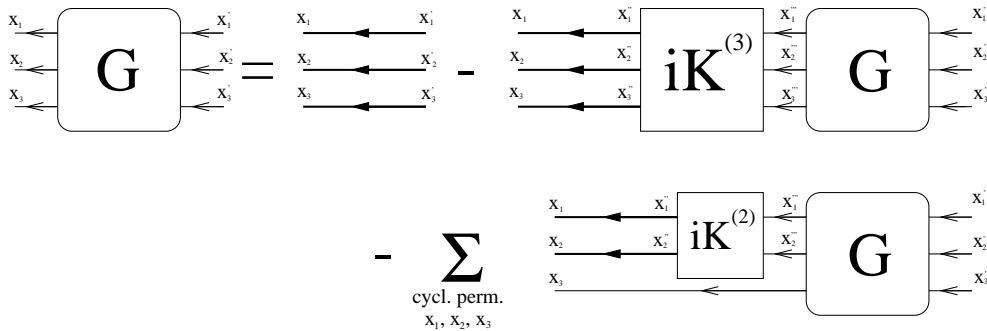 x₁ x₁' x₁ x₁' x₁ x₁'' x₁''' x₁'
x₂ G x₂' = x₂ x₂' - x₂ x₂'' iK⁽³⁾ x₂''' G x₂'
x₃ x₃' x₃ x₃' x₃ x₃'' x₃''' x₃'
x₁ x₁'' x₁''' x₁'
- Σ x₂ x₂'' iK⁽²⁾ x₂''' G x₂'
x₃ x₃'
cycl. perm.
x₁, x₂, x₃